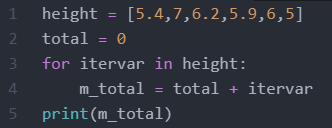 1 height = [5.4,7,6.2,5.9,6,5]
2 total = 0
3 for itervar in height:
4     m_total = total + itervar
5 print(m_total)